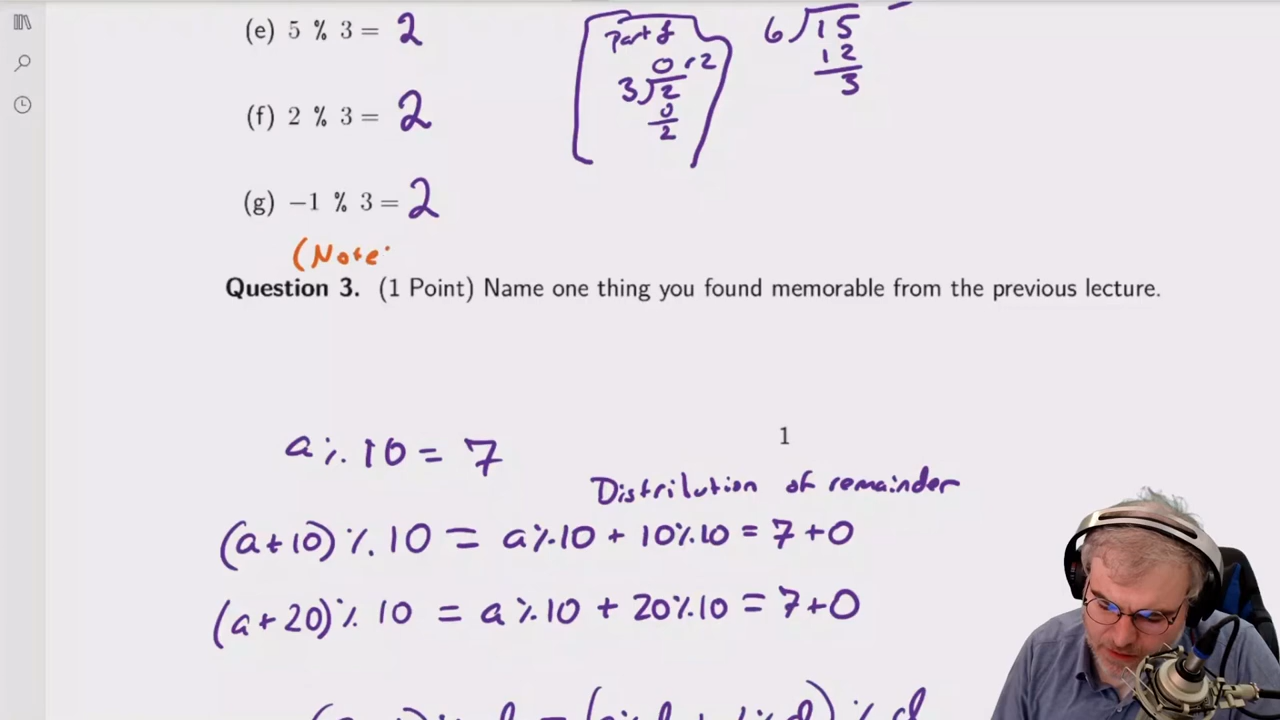 (e) 5 % 3 = 2
(f) 2 % 3 = 2
(g) −1 % 3 = 2
(Note:
Part f
0 r2
3 2
0
2
6 15
12
3
Question 3. (1 Point) Name one thing you found memorable from the previous lecture.
1
a % 10 = 7
Distribution of remainder
(a+10) % 10 = a % 10 + 10 % 10 = 7+0
(a+20) % 10 = a % 10 + 20 % 10 = 7+0